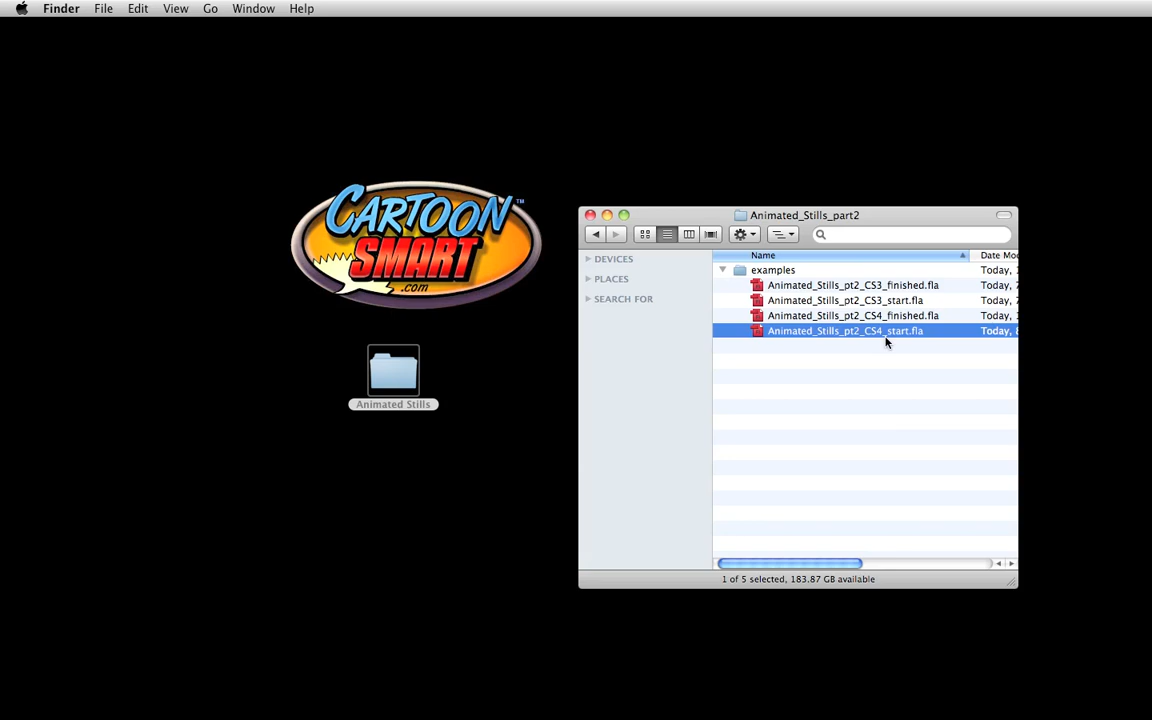 Finder File Edit View Go Window Help
CARTOON™
SMART
.com
Animated Stills
Animated_Stills_part2
Name Date Mo
DEVICES
PLACES
SEARCH FOR
examples Today,
Animated_Stills_pt2_CS3_finished.fla Today,
Animated_Stills_pt2_CS3_start.fla Today,
Animated_Stills_pt2_CS4_finished.fla Today,
Animated_Stills_pt2_CS4_start.fla Today,
1 of 5 selected, 183.87 GB available